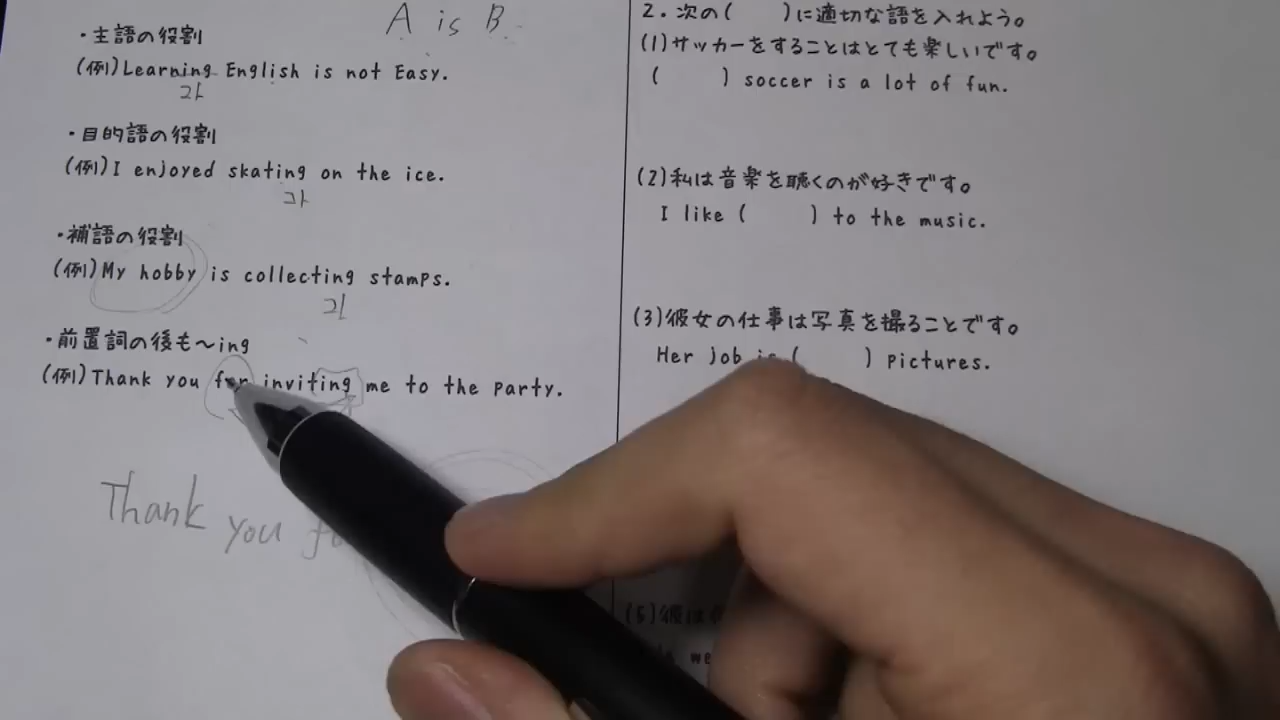 A is B
・主語の役割
(例)Learning English is not Easy.
コト
・目的語の役割
(例)I enjoyed skating on the ice.
コト
・補語の役割
(例)My hobby is collecting stamps.
コト
・前置詞の後も〜ing
(例)Thank you for inviting me to the party.
Thank you
2. 次の( )に適切な語を入れよう。
(1)サッカーをすることはとても楽しいです。
( ) soccer is a lot of fun.
(2)私は音楽を聴くのが好きです。
I like ( ) to the music.
(3)彼女の仕事は写真を撮ることです。
Her job is ( ) pictures.
(5)彼は